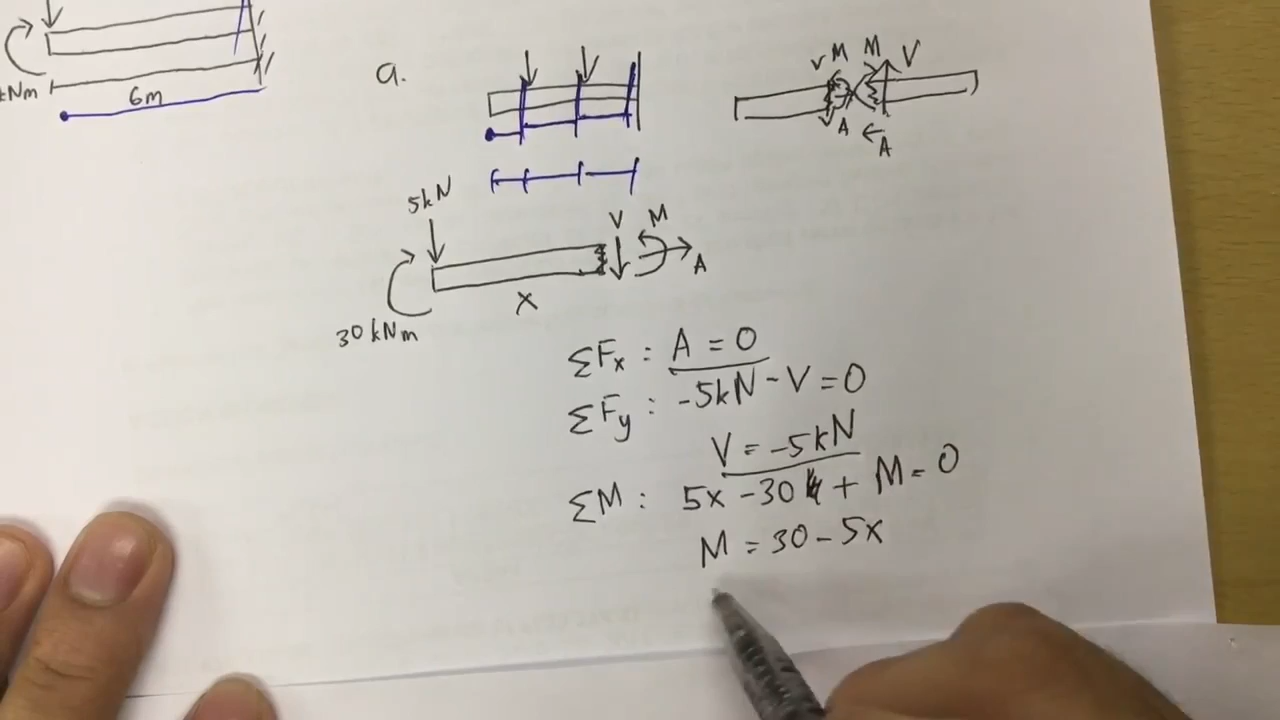 kNm
6m
a.
V M M V
A A
5kN
V M
A
30 kNm
x
ΣFx : A = 0
ΣFy : -5kN - V = 0
V = -5kN
ΣM : 5x - 30 + M = 0
M = 30 - 5x